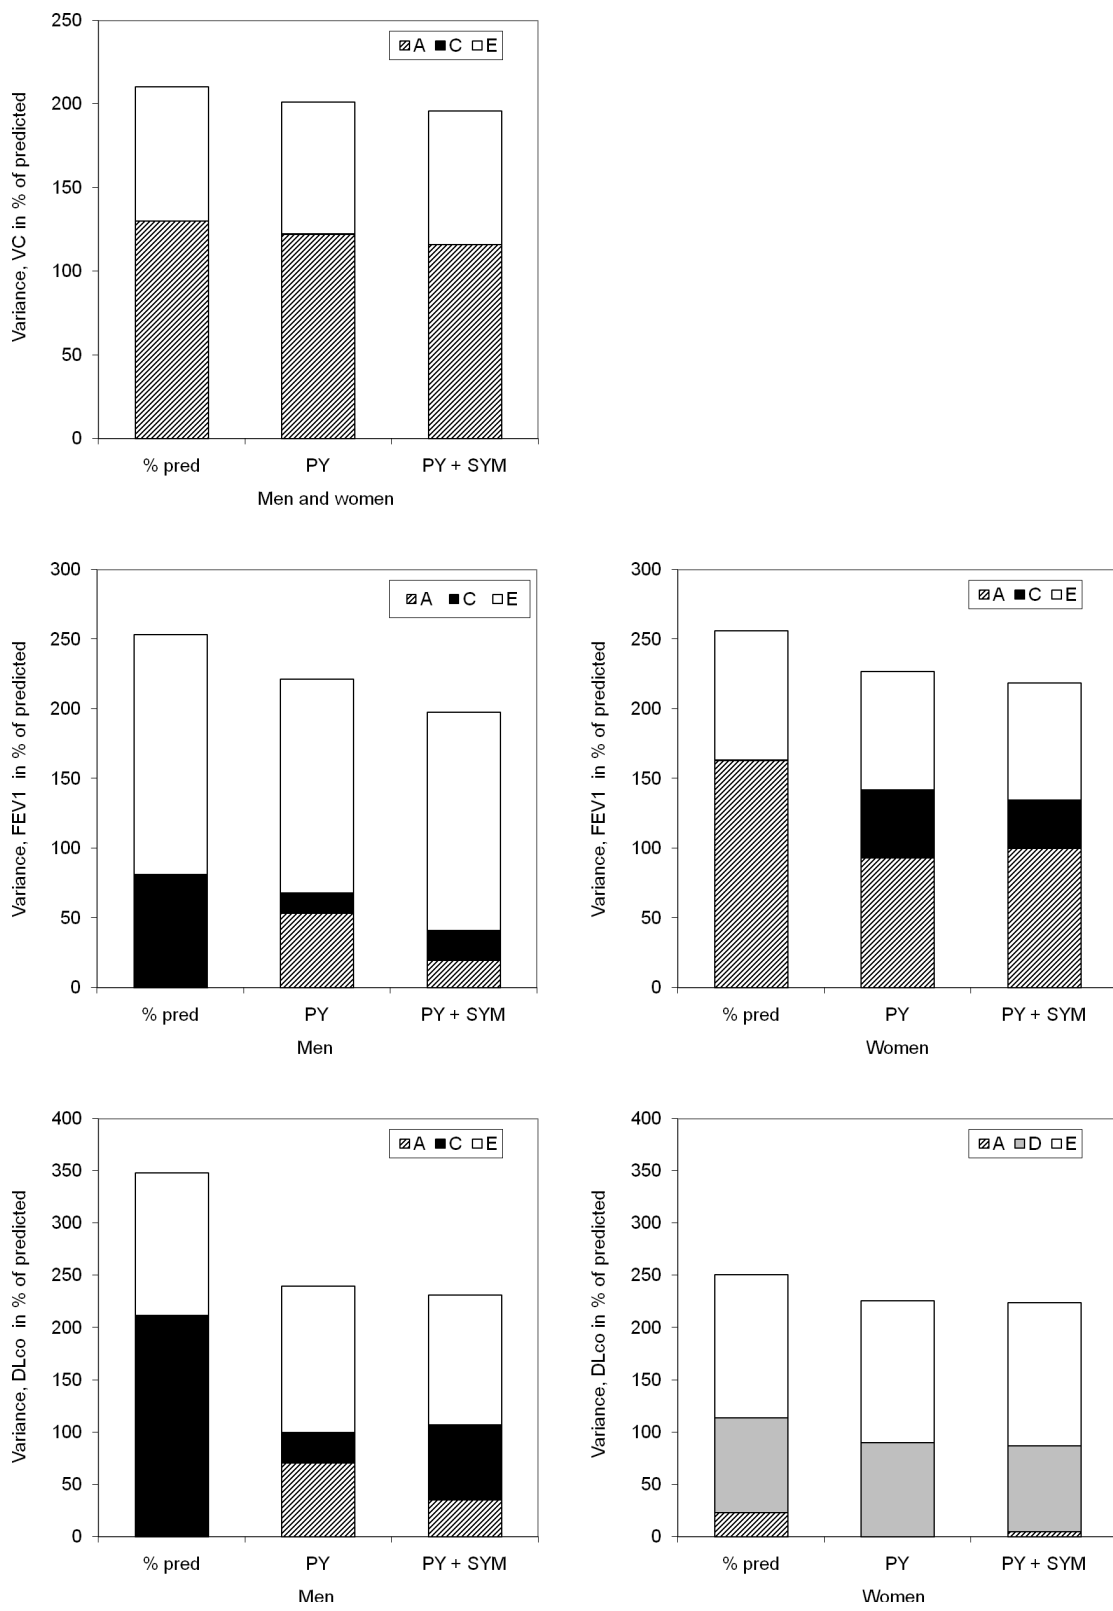 Variance, VC in % of predicted
250
200
150
100
50
0
A C E
% pred PY PY + SYM
Men and women
Variance, FEV1 in % of predicted
300
250
200
150
100
50
0
A C E
% pred PY PY + SYM
Men
Variance, FEV1 in % of predicted
300
250
200
150
100
50
0
A C E
% pred PY PY + SYM
Women
Variance, DLco in % of predicted
400
350
300
250
200
150
100
50
0
A C E
% pred PY PY + SYM
Men
Variance, DLco in % of predicted
400
350
300
250
200
150
100
50
0
A D E
% pred PY PY + SYM
Women